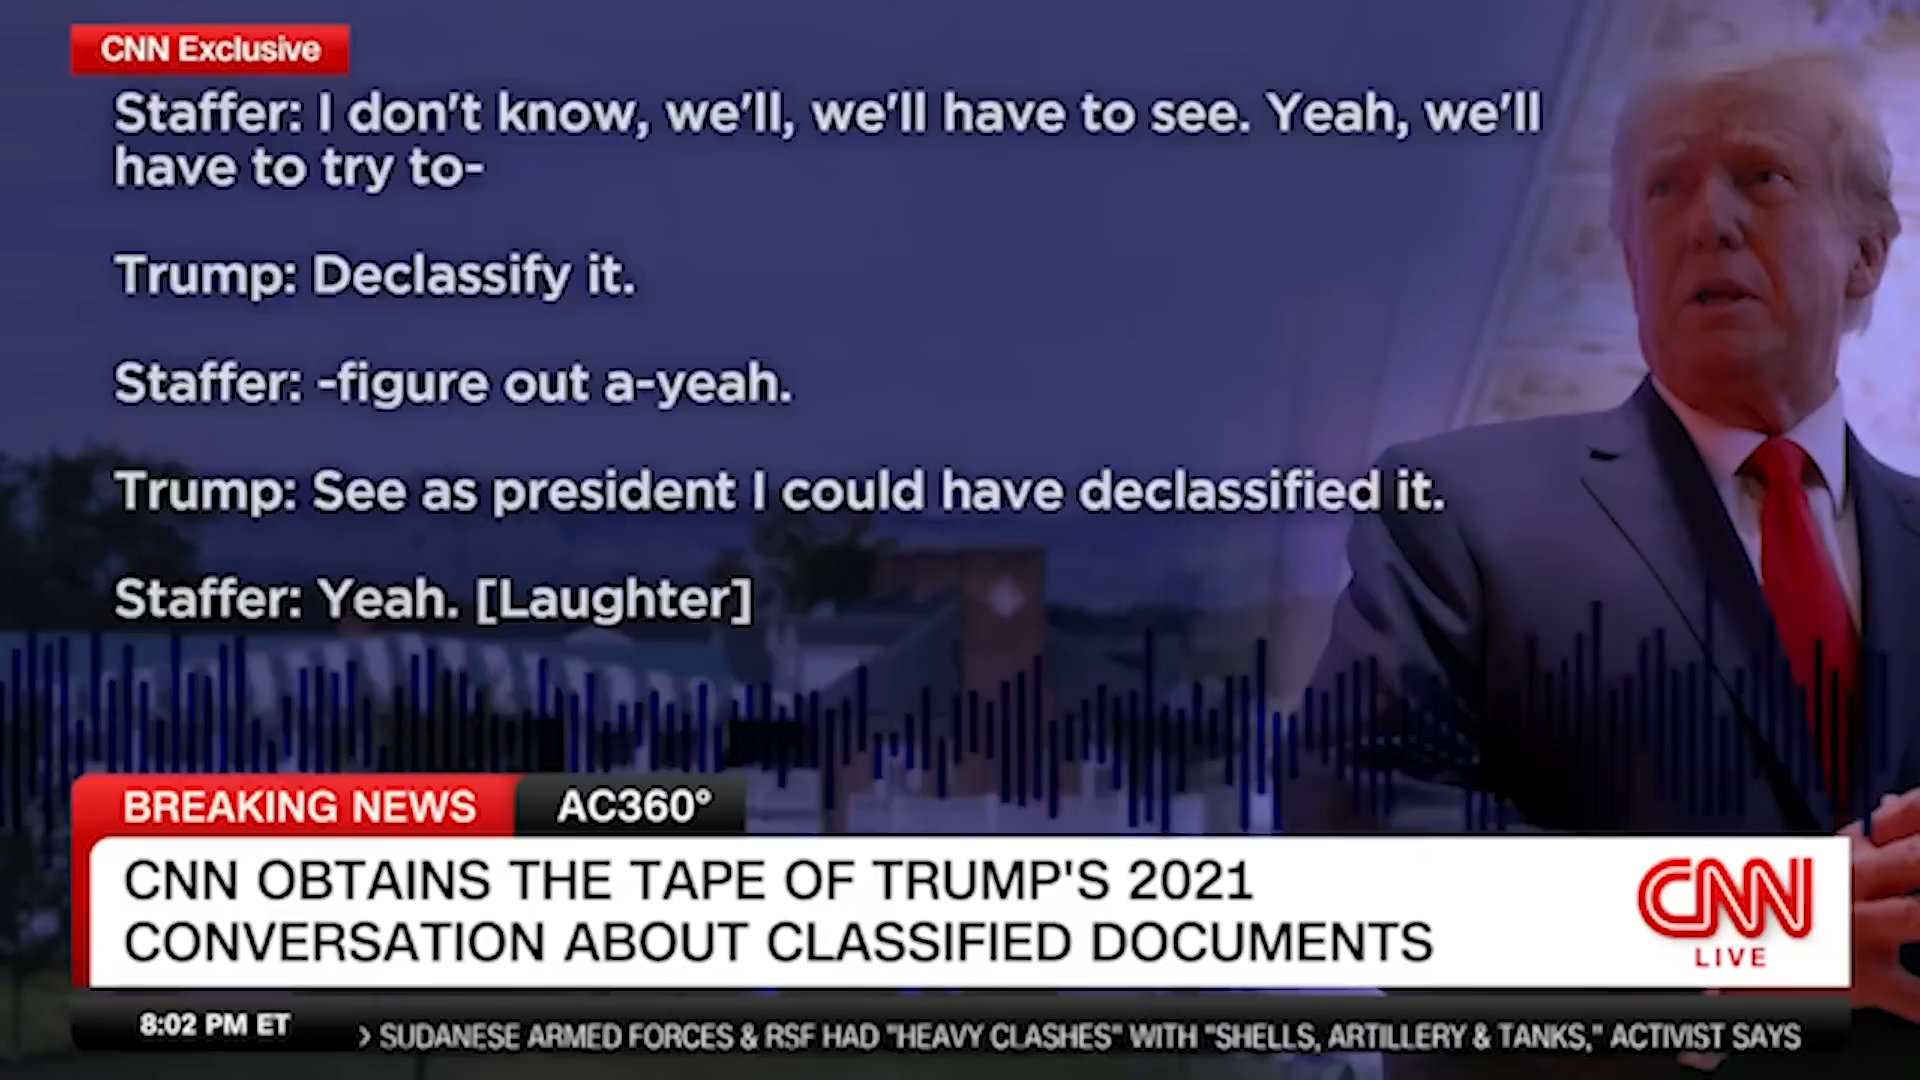 CNN Exclusive
Staffer: I don't know, we'll, we'll have to see. Yeah, we'll
have to try to-
Trump: Declassify it.
Staffer: -figure out a-yeah.
Trump: See as president I could have declassified it.
Staffer: Yeah. [Laughter]
BREAKING NEWS
AC360°
CNN OBTAINS THE TAPE OF TRUMP'S 2021
CONVERSATION ABOUT CLASSIFIED DOCUMENTS
CNN
LIVE
8:02 PM ET
> SUDANESE ARMED FORCES & RSF HAD "HEAVY CLASHES" WITH "SHELLS, ARTILLERY & TANKS," ACTIVIST SAYS